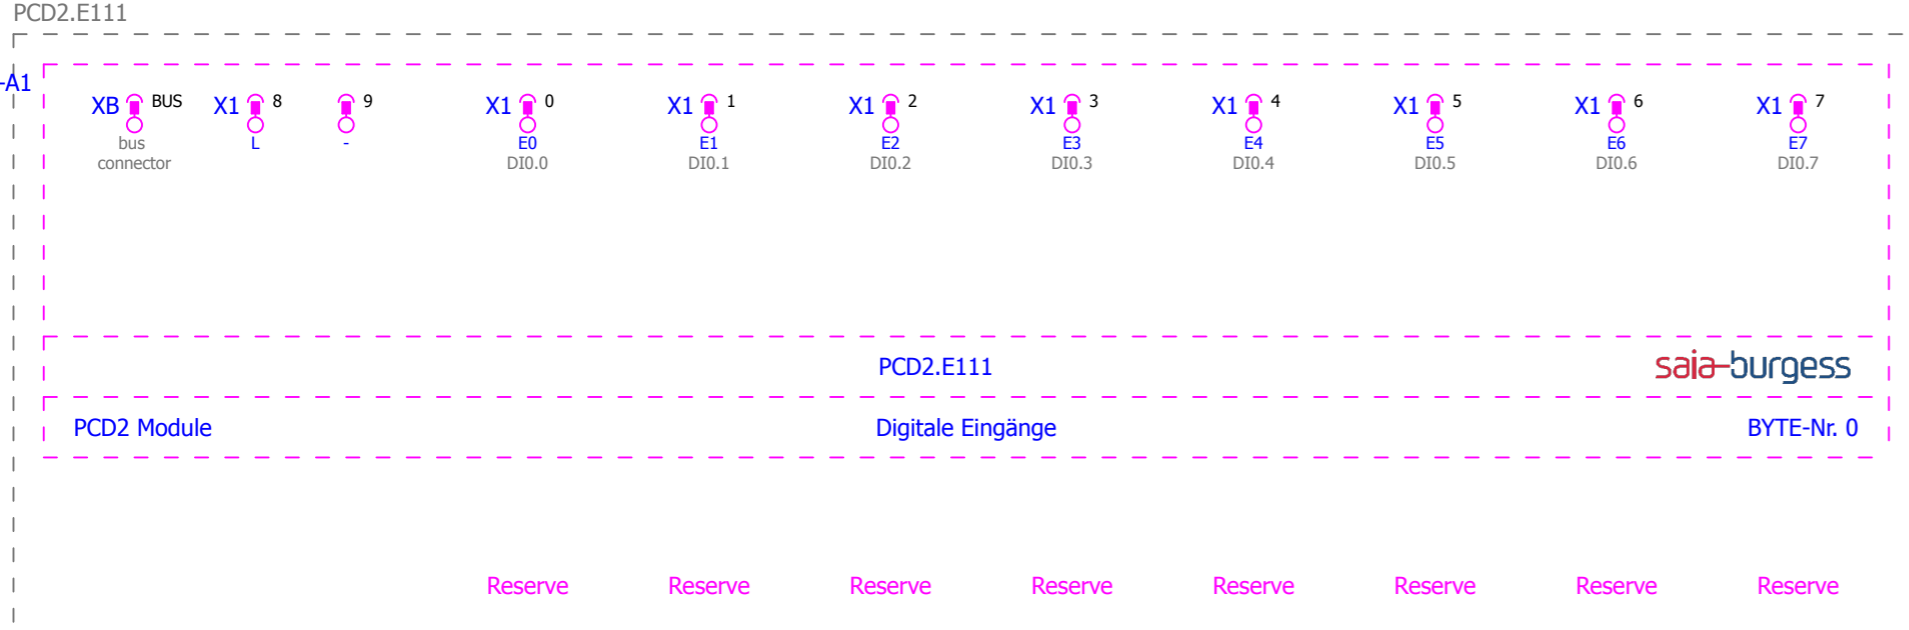 PCD2.E111
-A1
XB BUS X1 8 9 X1 0 X1 1 X1 2 X1 3 X1 4 X1 5 X1 6 X1 7
bus L - E0 E1 E2 E3 E4 E5 E6 E7
connector DI0.0 DI0.1 DI0.2 DI0.3 DI0.4 DI0.5 DI0.6 DI0.7
PCD2.E111 saia-burgess
PCD2 Module Digitale Eingänge BYTE-Nr. 0
Reserve Reserve Reserve Reserve Reserve Reserve Reserve Reserve